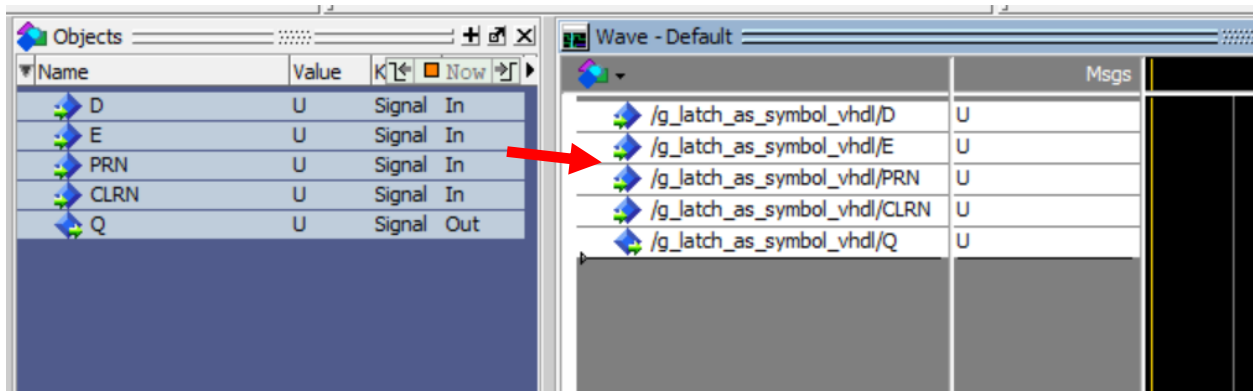 Objects
Name Value K Now
D U Signal In
E U Signal In
PRN U Signal In
CLRN U Signal In
Q U Signal Out
Wave - Default
Msgs
/g_latch_as_symbol_vhdl/D U
/g_latch_as_symbol_vhdl/E U
/g_latch_as_symbol_vhdl/PRN U
/g_latch_as_symbol_vhdl/CLRN U
/g_latch_as_symbol_vhdl/Q U